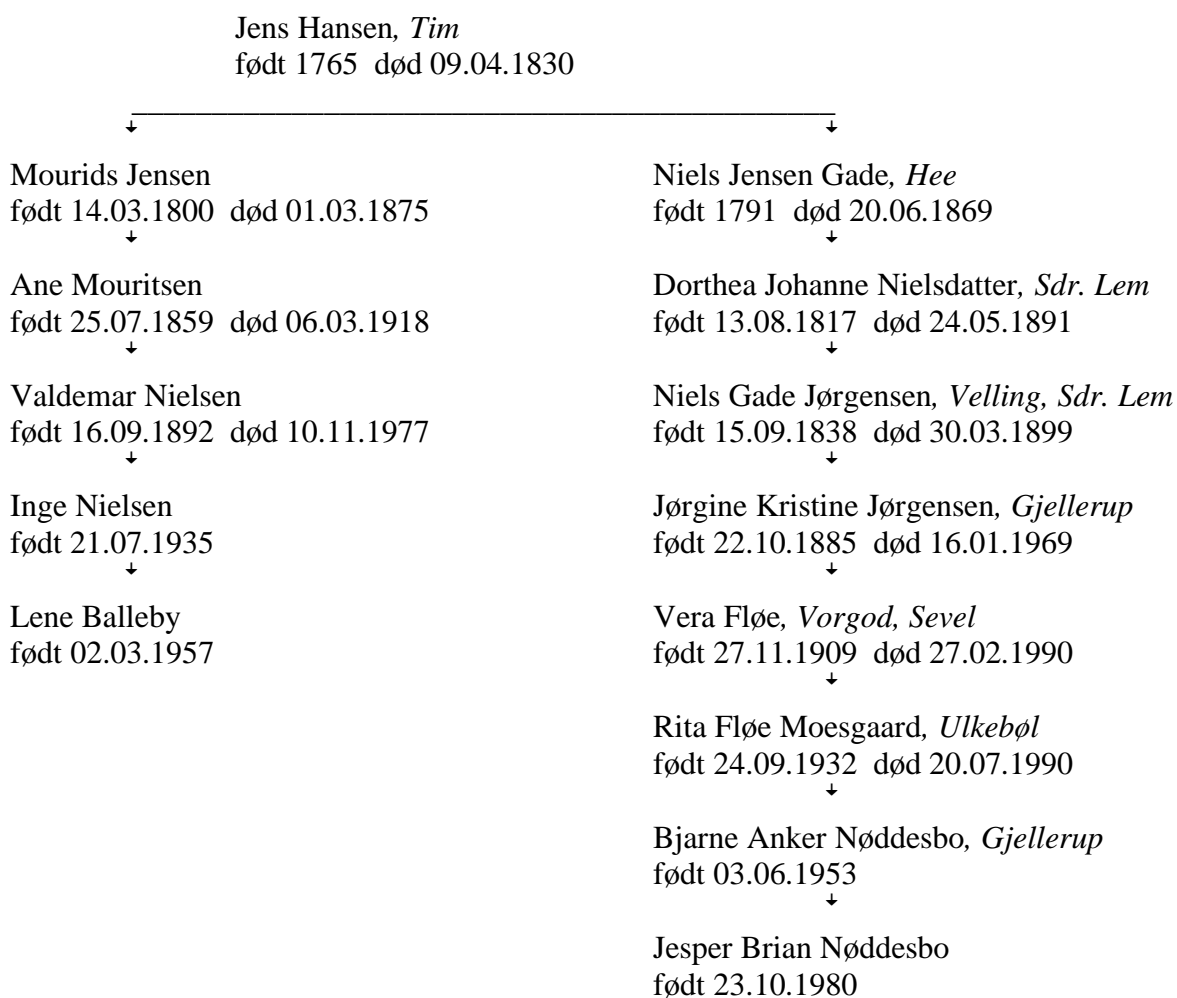 Jens Hansen, Tim
født 1765 død 09.04.1830
Mourids Jensen
født 14.03.1800 død 01.03.1875
Ane Mouritsen
født 25.07.1859 død 06.03.1918
Valdemar Nielsen
født 16.09.1892 død 10.11.1977
Inge Nielsen
født 21.07.1935
Lene Balleby
født 02.03.1957
Niels Jensen Gade, Hee
født 1791 død 20.06.1869
Dorthea Johanne Nielsdatter, Sdr. Lem
født 13.08.1817 død 24.05.1891
Niels Gade Jørgensen, Velling, Sdr. Lem
født 15.09.1838 død 30.03.1899
Jørgine Kristine Jørgensen, Gjellerup
født 22.10.1885 død 16.01.1969
Vera Fløe, Vorgod, Sevel
født 27.11.1909 død 27.02.1990
Rita Fløe Moesgaard, Ulkebøl
født 24.09.1932 død 20.07.1990
Bjarne Anker Nøddesbo, Gjellerup
født 03.06.1953
Jesper Brian Nøddesbo
født 23.10.1980